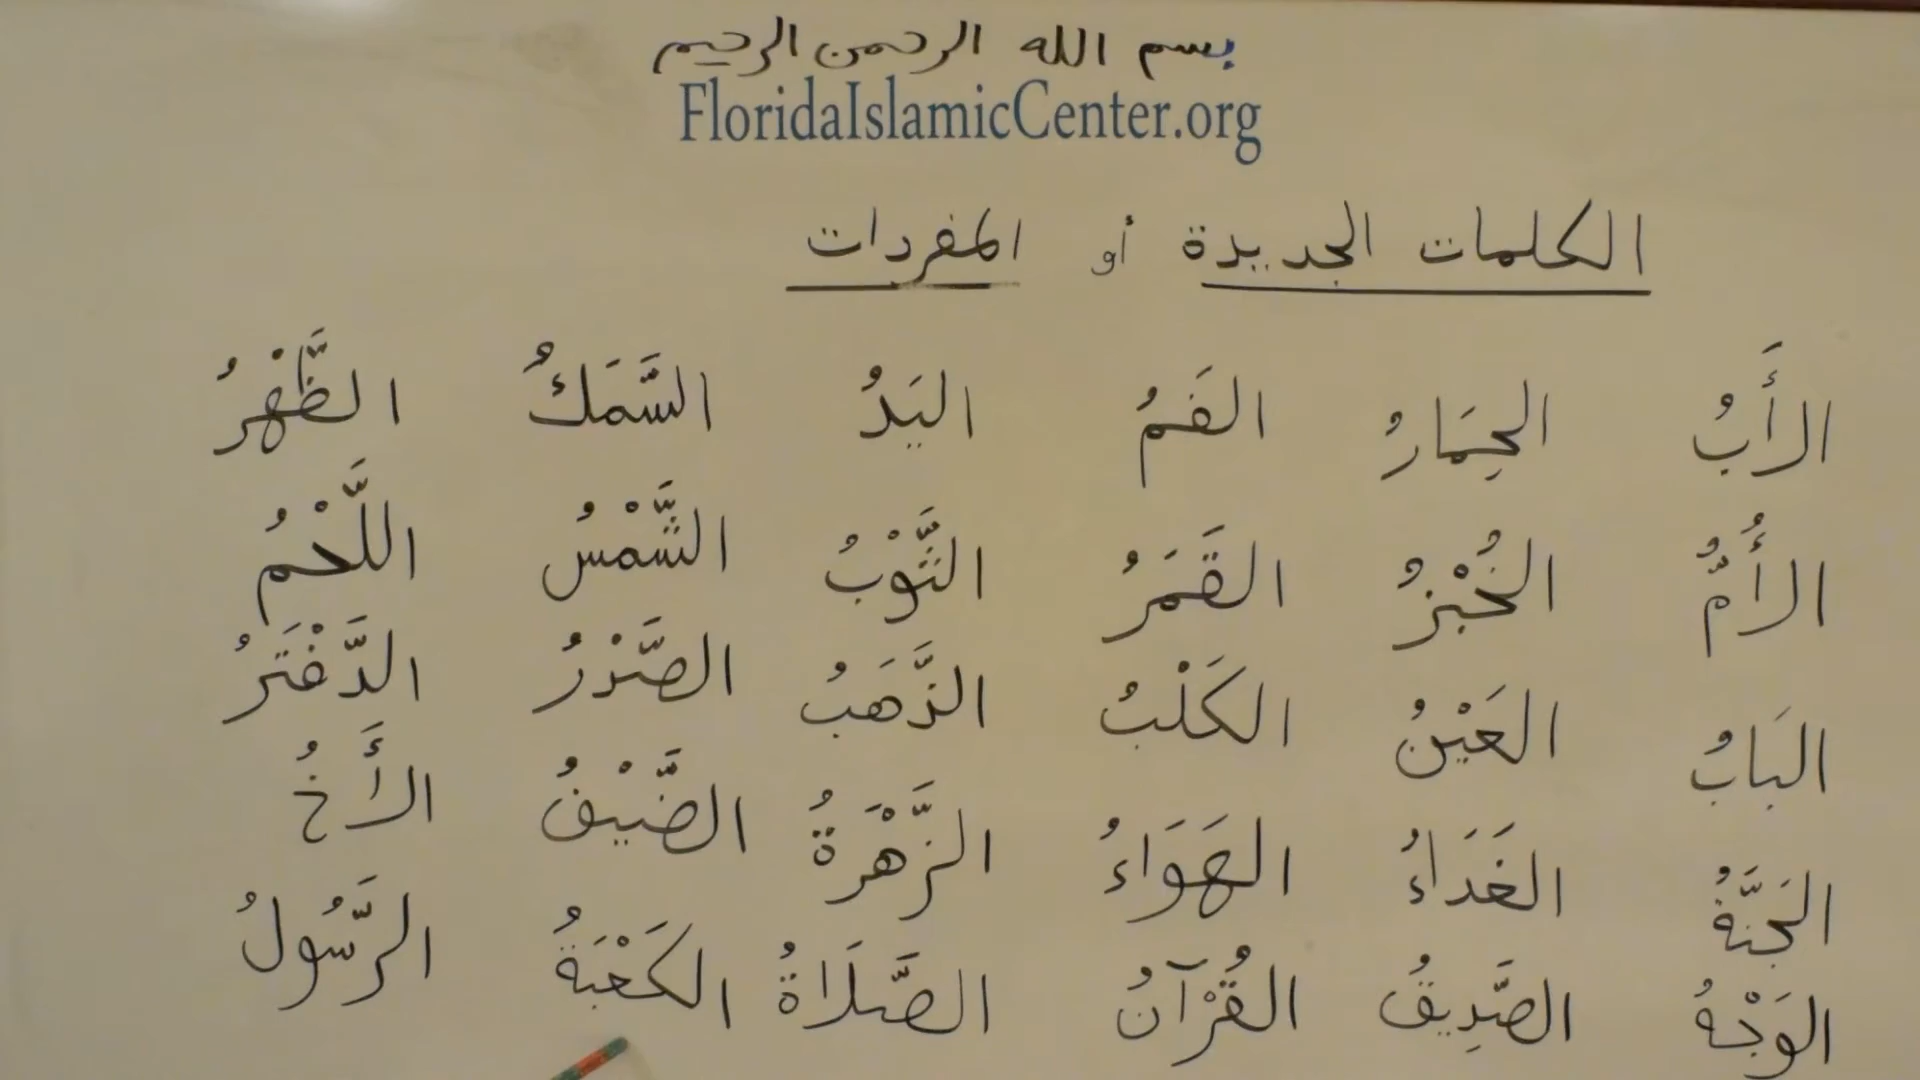 بسم الله الرحمن الرحيم
FloridaIslamicCenter.org
الكلمات الجديدة أو المفردات
الأَبُ الحِمَارُ الفَمُ اليَدُ السَّمَكُ الظَّهْرُ
الأُمُّ الخُبْزُ القَمَرُ الثَّوْبُ الشَّمْسُ اللَّحْمُ
البَابُ العَيْنُ الكَلْبُ الذَّهَبُ الصَّدْرُ الدَّفْتَرُ
الجَنَّةُ الغَدَاءُ الهَوَاءُ الزَّهْرَةُ الضَّيْفُ الأَخُ
الوَجْهُ الصَّدِيقُ القُرْآنُ الصَّلَاةُ الكَعْبَةُ الرَّسُولُ